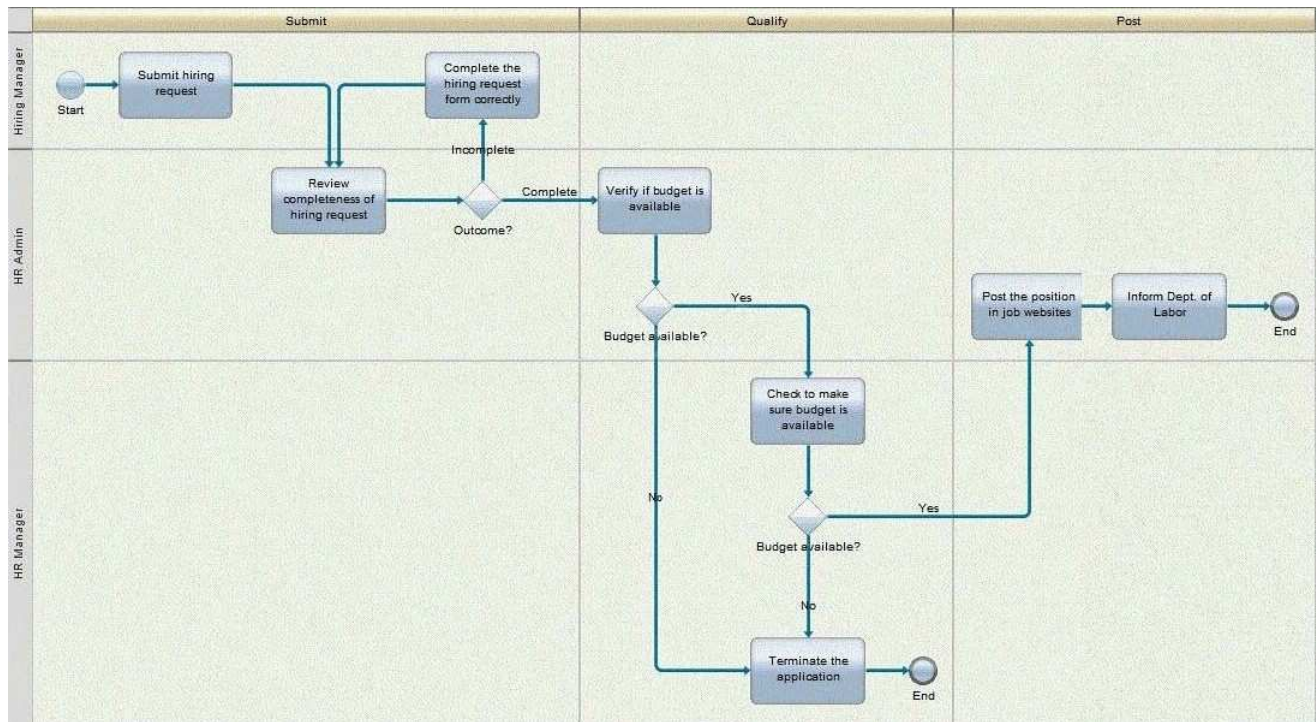 Submit
Qualify
Post
Hiring Manager
Start
Submit hiring
request
Complete the
hiring request
form correctly
Incomplete
HR Admin
Review
completeness of
hiring request
Outcome?
Complete
Verify if budget is
available
Budget available?
Yes
Post the position
in job websites
Inform Dept. of
Labor
End
HR Manager
Check to make
sure budget is
available
No
Budget available?
Yes
No
Terminate the
application
End